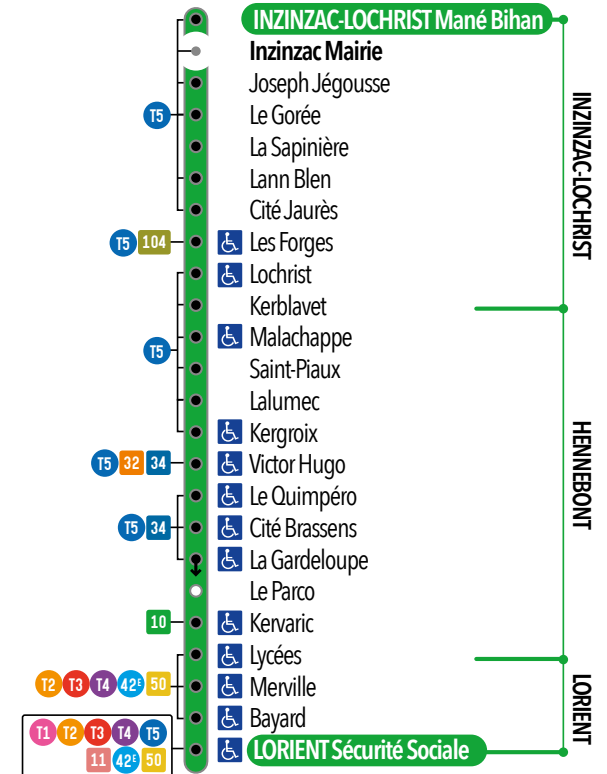 INZINZAC-LOCHRIST Mané Bihan
Inzinzac Mairie
Joseph Jégousse
T5 Le Gorée
La Sapinière
Lann Blen
Cité Jaurès
T5 104 Les Forges
Lochrist
Kerblavet
Malachappe
T5
Saint-Piaux
Lalumec
Kergroix
T5 32 34 Victor Hugo
Le Quimpéro
T5 34 Cité Brassens
La Gardeloupe
Le Parco
10 Kervaric
Lycées
T2 T3 T4 42E 50 Merville
Bayard
T1 T2 T3 T4 T5
LORIENT Sécurité Sociale
11 42E 50
INZINZAC-LOCHRIST
HENNEBONT
LORIENT